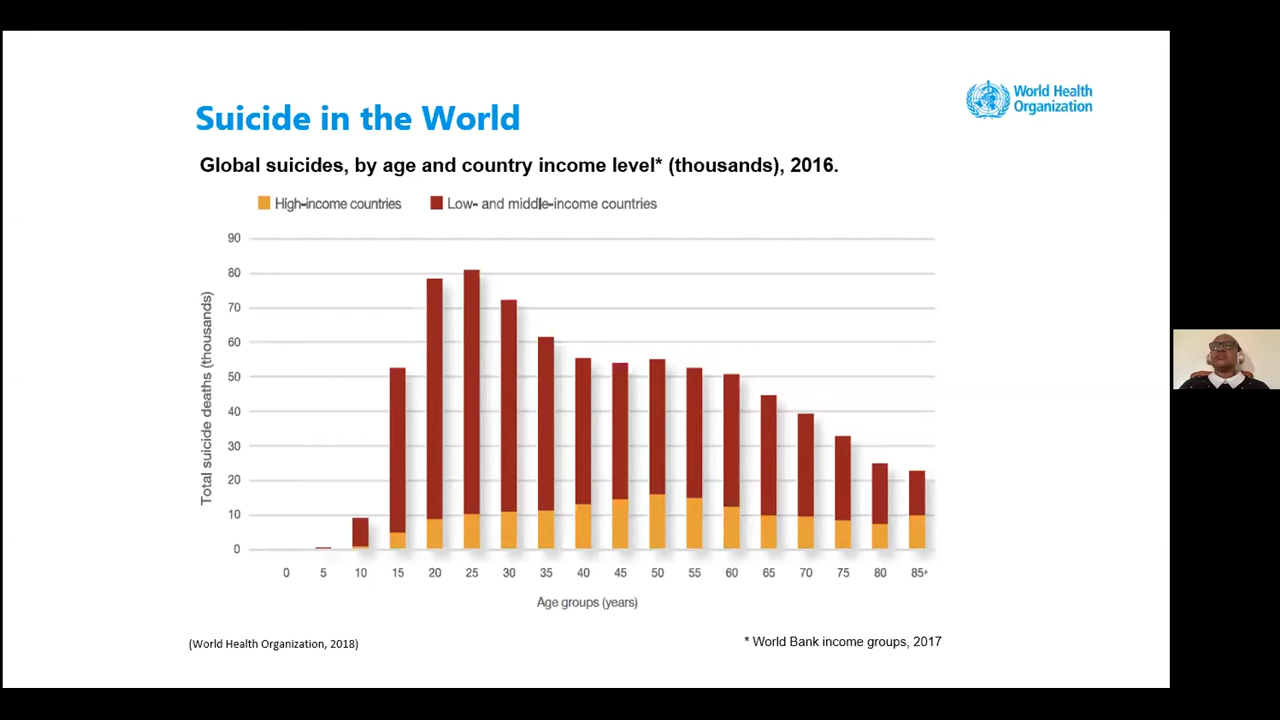 World Health
Organization
Suicide in the World
Global suicides, by age and country income level* (thousands), 2016.
High-income countries
Low- and middle-income countries
Total suicide deaths (thousands)
90
80
70
60
50
40
30
20
10
0
0 5 10 15 20 25 30 35 40 45 50 55 60 65 70 75 80 85+
Age groups (years)
(World Health Organization, 2018)
* World Bank income groups, 2017